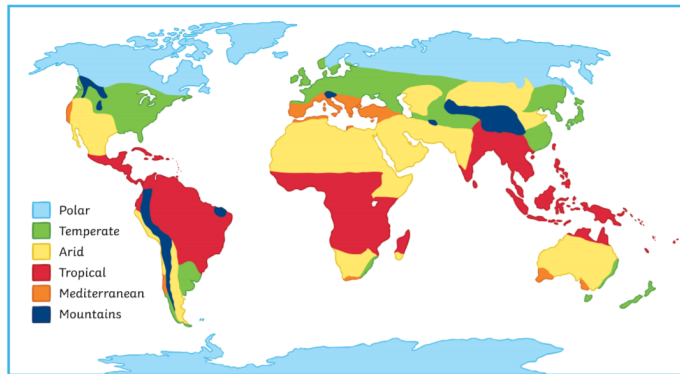 Polar
Temperate
Arid
Tropical
Mediterranean
Mountains